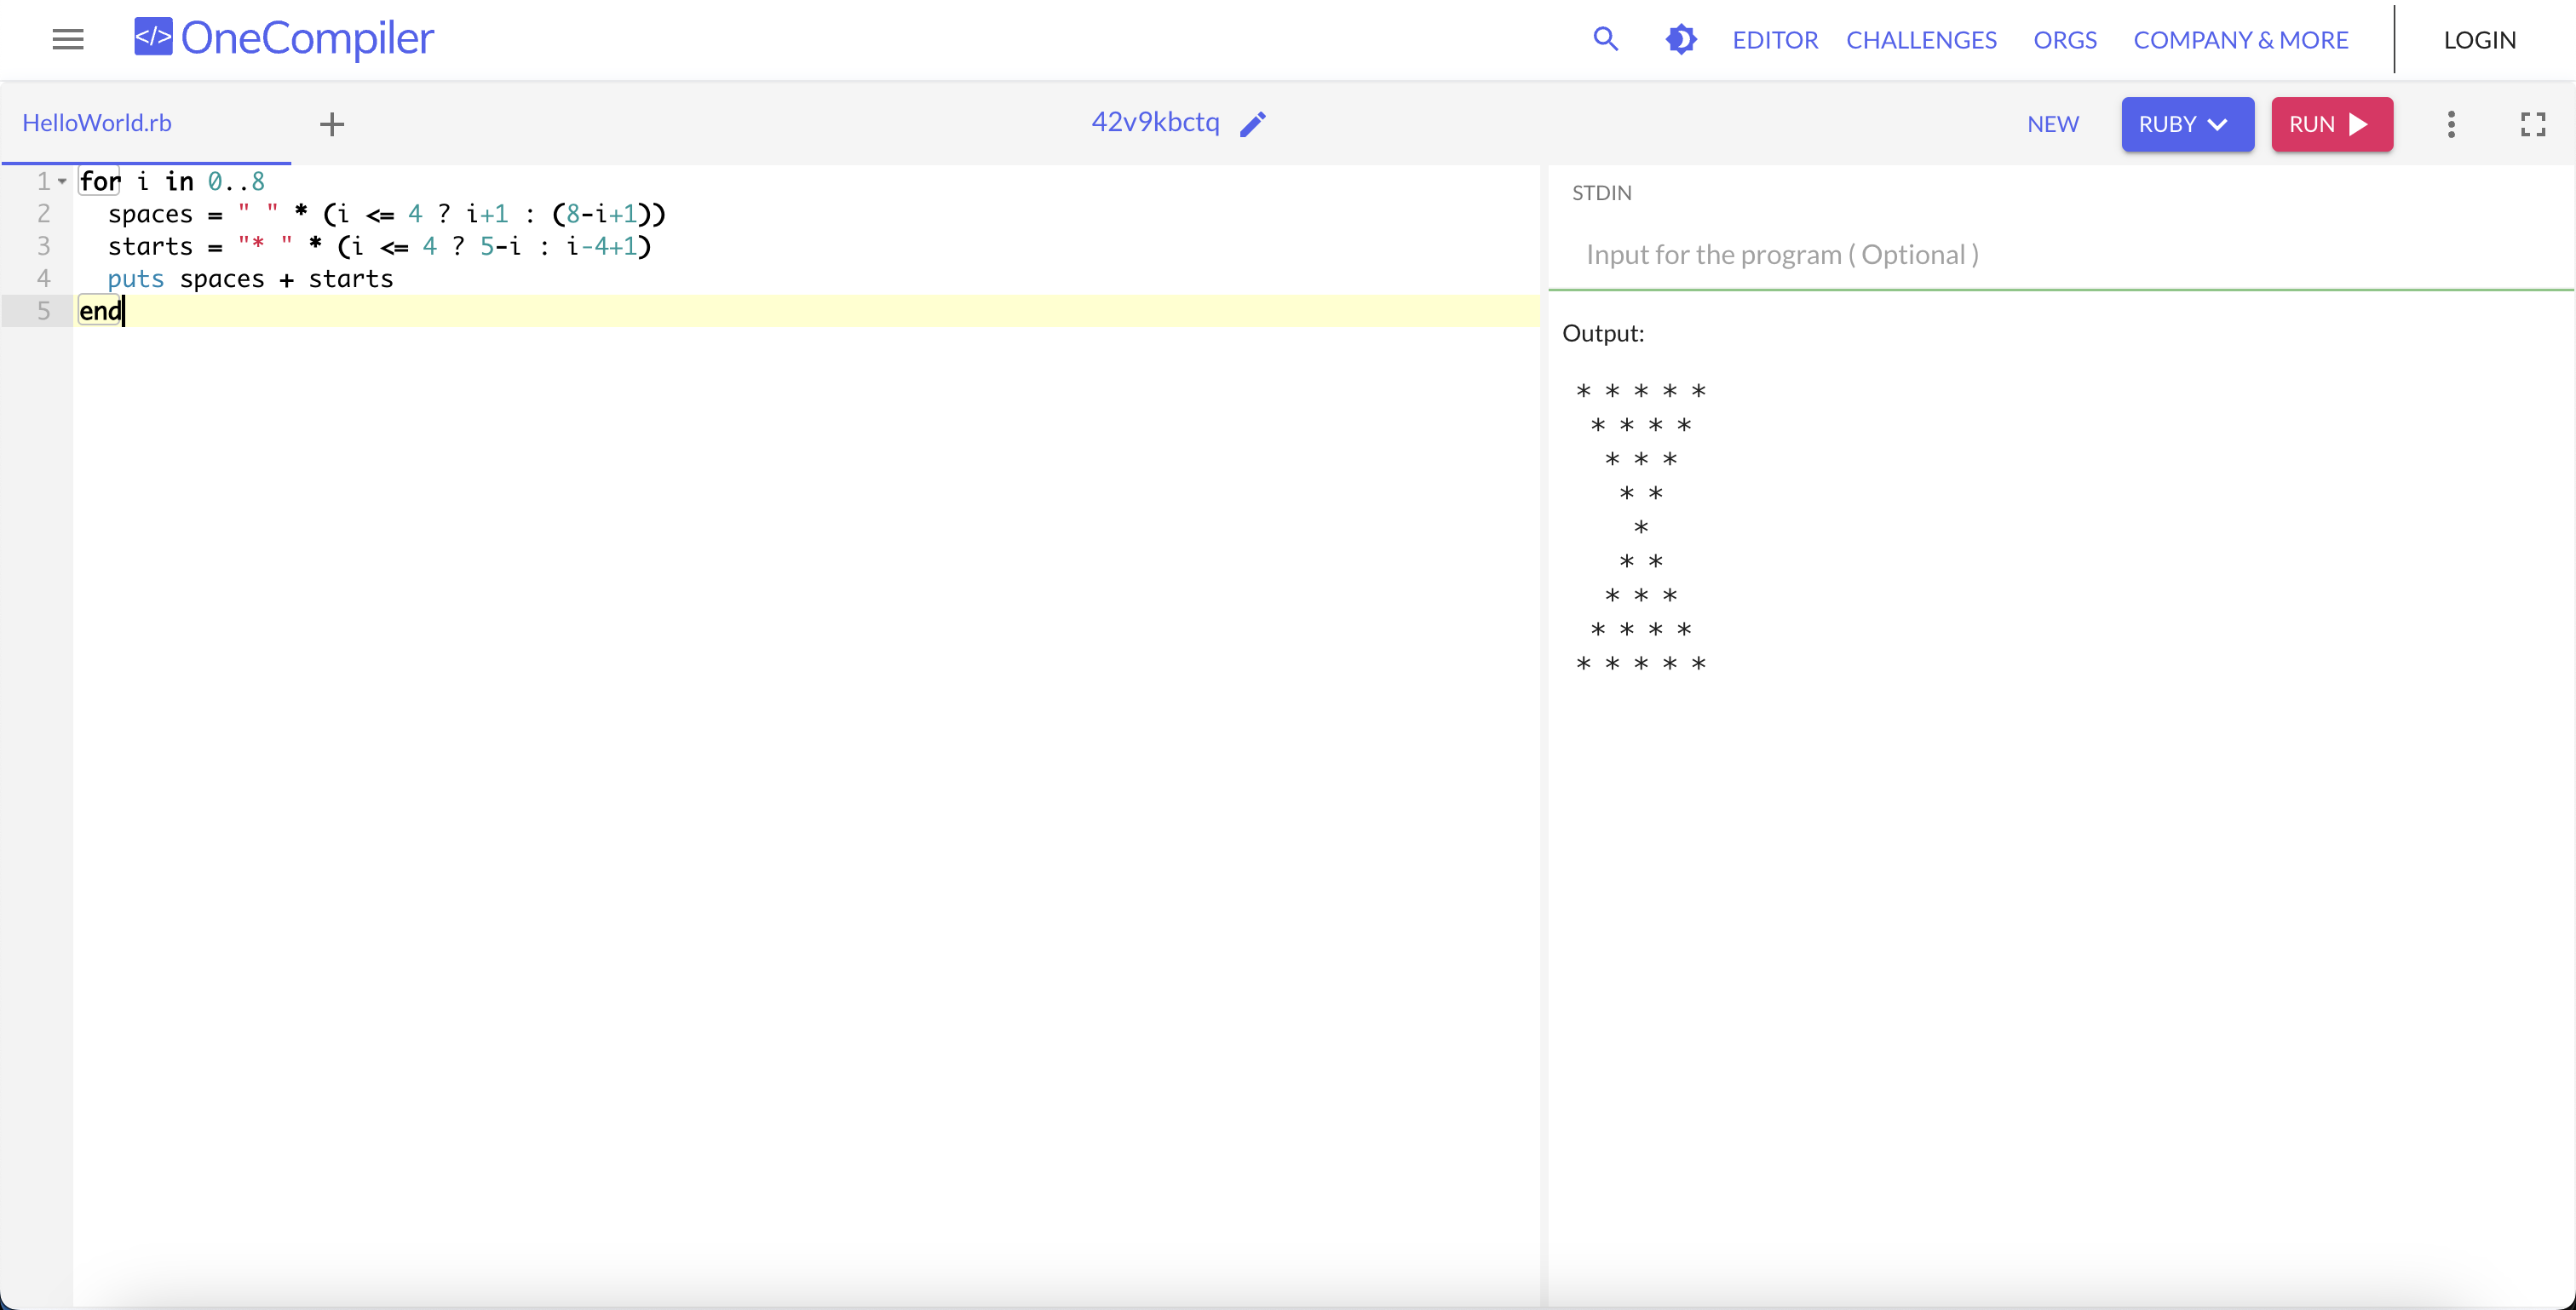 </> OneCompiler
EDITOR CHALLENGES ORGS COMPANY & MORE LOGIN
HelloWorld.rb + 42v9kbctq NEW RUBY RUN
1 for i in 0..8
2   spaces = " " * (i <= 4 ? i+1 : (8-i+1))
3   starts = "* " * (i <= 4 ? 5-i : i-4+1)
4   puts spaces + starts
5 end
STDIN
Input for the program ( Optional )
Output:
 * * * * *
  * * * *
   * * *
    * *
     *
    * *
   * * *
  * * * *
 * * * * *